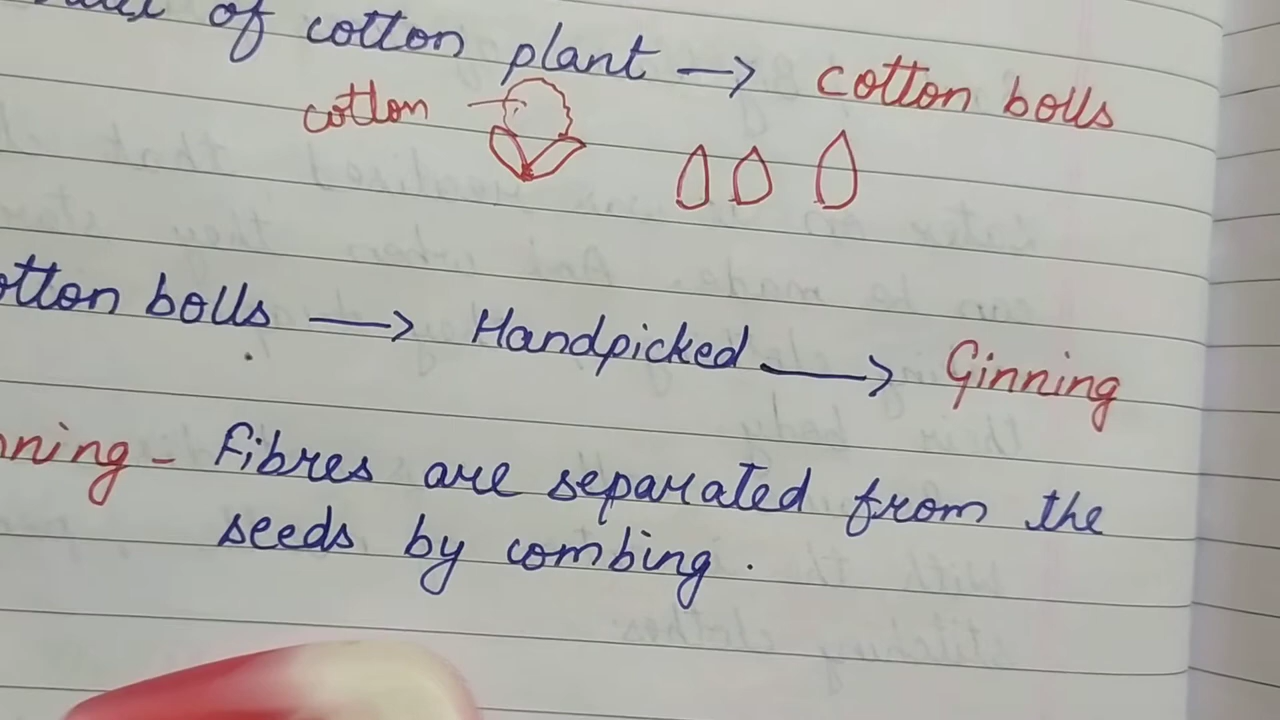 of cotton plant → cotton bolls
cotton
otton bolls → Handpicked → Ginning
nning - Fibres are separated from the
seeds by combing.